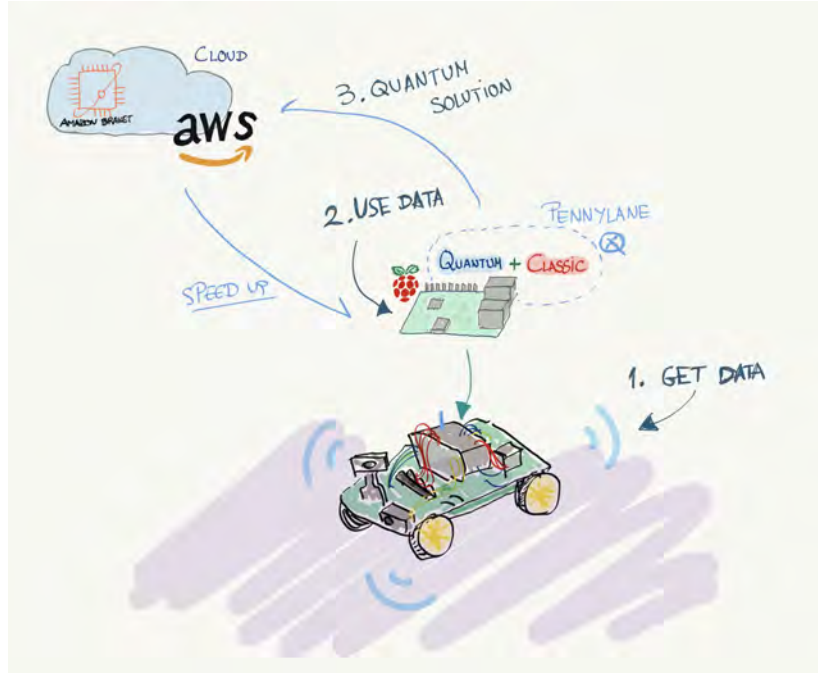 CLOUD
AMAZON BRAKET
aws
3. QUANTUM
SOLUTION
2. USE DATA
PENNYLANE
QUANTUM + CLASSIC
SPEED UP
1. GET DATA